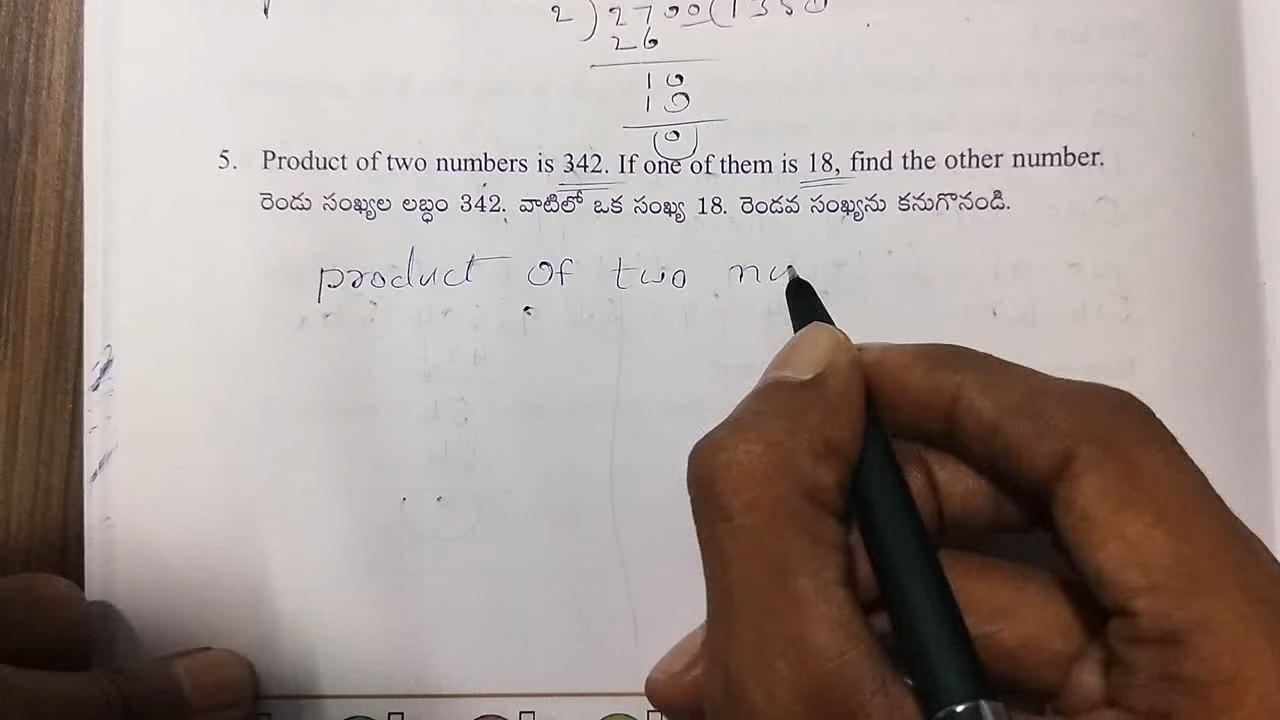 2 ) 2700 ( 1350
26
10
10
0
5. Product of two numbers is 342. If one of them is 18, find the other number.
రెండు సంఖ్యల లబ్ధం 342. వాటిలో ఒక సంఖ్య 18. రెండవ సంఖ్యను కనుగొనండి.
product of two nu